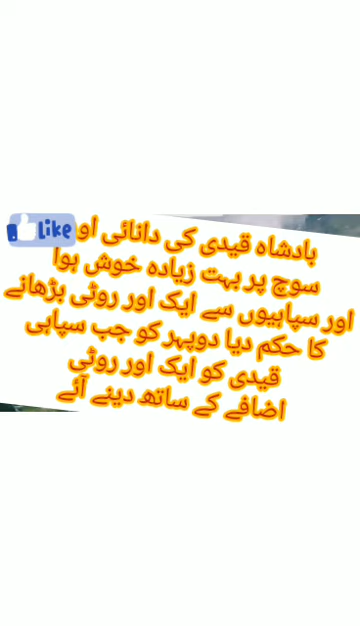 Like
بادشاہ قیدی کی دانائی اور
سوچ پر بہت زیادہ خوش ہوا
اور سپاہیوں سے ایک اور روٹی بڑھانے
کا حکم دیا دوپہر کو جب سپاہی
قیدی کو ایک اور روٹی
اضافے کے ساتھ دینے آئے